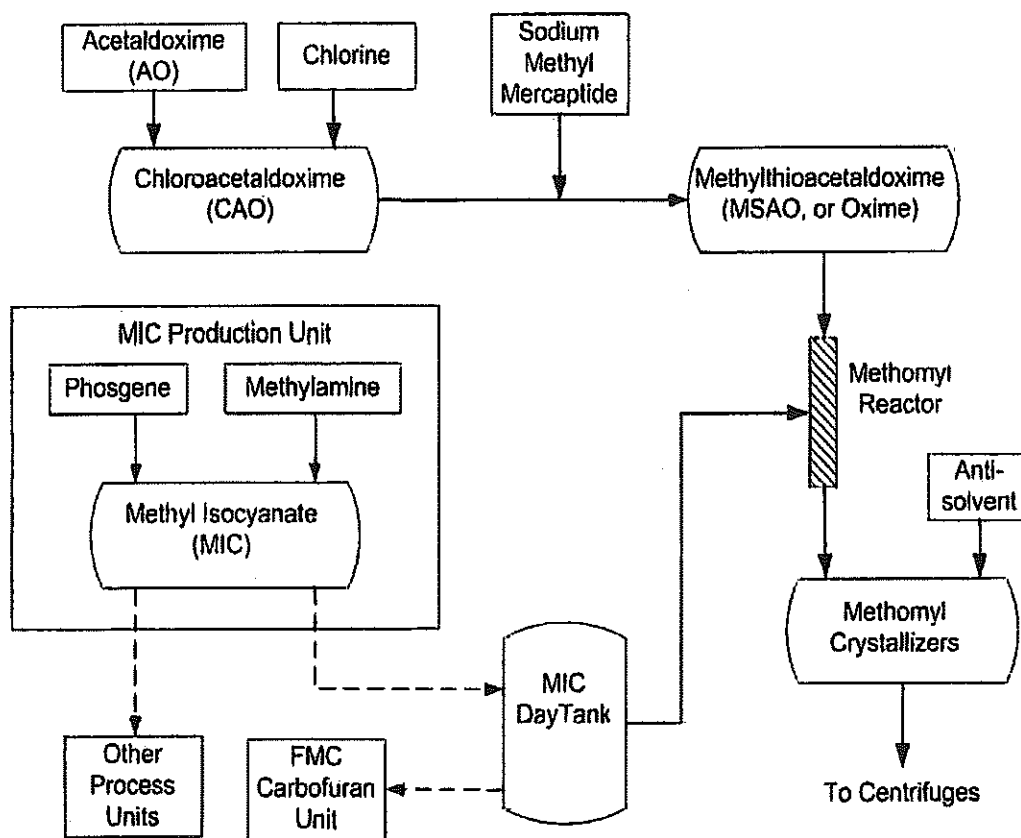 Acetaldoxime
(AO)
Chlorine
Sodium
Methyl
Mercaptide
Chloroacetaldoxime
(CAO)
Methylthioacetaldoxime
(MSAO, or Oxime)
MIC Production Unit
Phosgene
Methylamine
Methyl Isocyanate
(MIC)
Methomyl
Reactor
Anti-
solvent
Methomyl
Crystallizers
MIC
DayTank
Other
Process
Units
FMC
Carbofuran
Unit
To Centrifuges